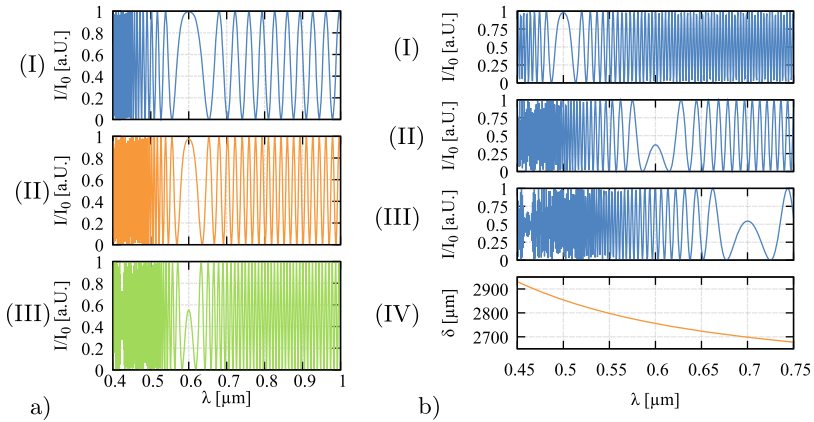 (I)
I/I0 [a.U.]
1
0.8
0.6
0.4
0.2
0
(II)
I/I0 [a.U.]
1
0.8
0.6
0.4
0.2
0
(III)
I/I0 [a.U.]
1
0.8
0.6
0.4
0.2
0
0.4 0.5 0.6 0.7 0.8 0.9 1
λ [µm]
a)
(I)
I/I0 [a.U.]
1
0.75
0.5
0.25
0
(II)
I/I0 [a.U.]
1
0.75
0.5
0.25
0
(III)
I/I0 [a.U.]
1
0.75
0.5
0.25
0
(IV)
δ [µm]
2900
2800
2700
0.45 0.5 0.55 0.6 0.65 0.7 0.75
λ [µm]
b)